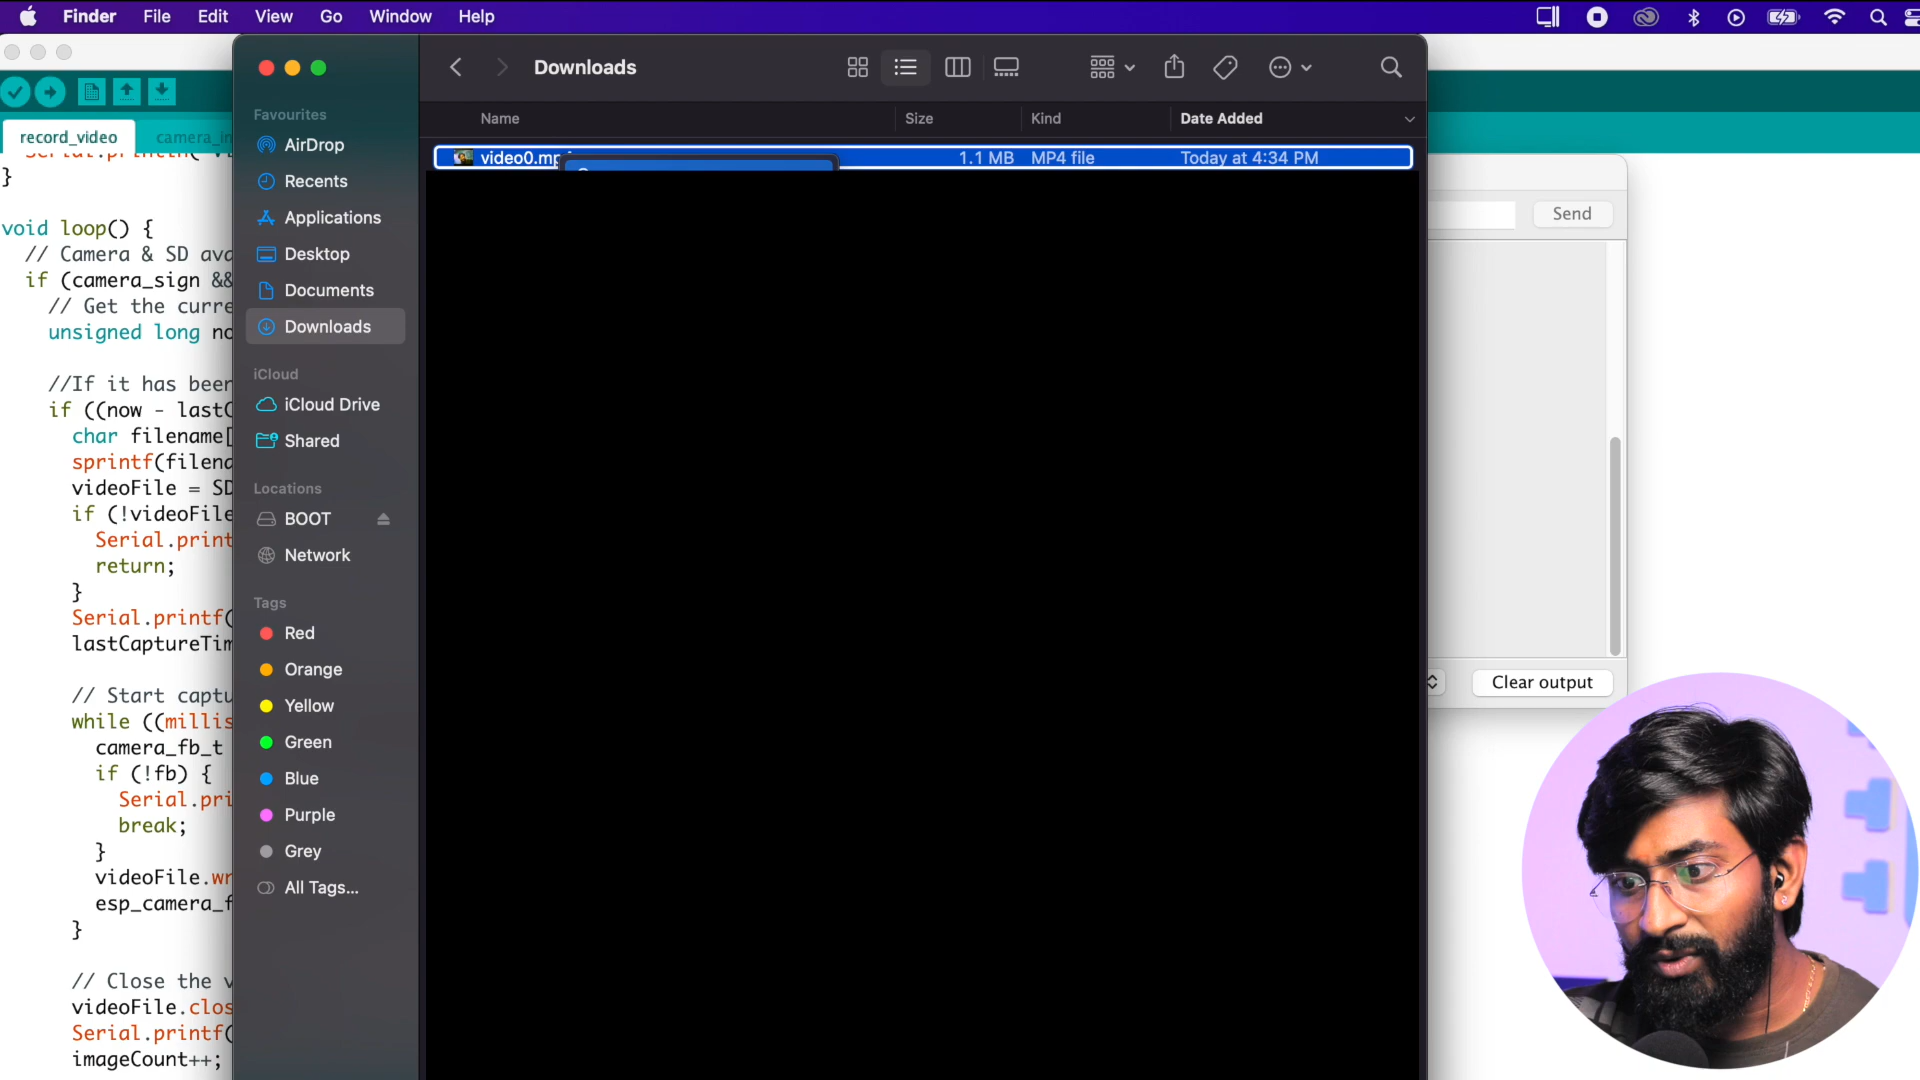 Finder File Edit View Go Window Help
Downloads
Name Size Kind Date Added
video0.mp 1.1 MB MP4 file Today at 4:34 PM
Favourites
AirDrop
Recents
Applications
Desktop
Documents
Downloads
iCloud
iCloud Drive
Shared
Locations
BOOT
Network
Tags
Red
Orange
Yellow
Green
Blue
Purple
Grey
All Tags...
record_video camera_in
}
void loop() {
// Camera & SD ava
if (camera_sign &&
// Get the curre
unsigned long no
//If it has been
if ((now - lastC
char filename[
sprintf(filena
videoFile = SD
if (!videoFile
Serial.print
return;
}
Serial.printf(
lastCaptureTim
// Start captu
while ((millis
camera_fb_t
if (!fb) {
Serial.pri
break;
}
videoFile.wr
esp_camera_f
}
// Close the v
videoFile.clos
Serial.printf(
imageCount++;
Send
Clear output